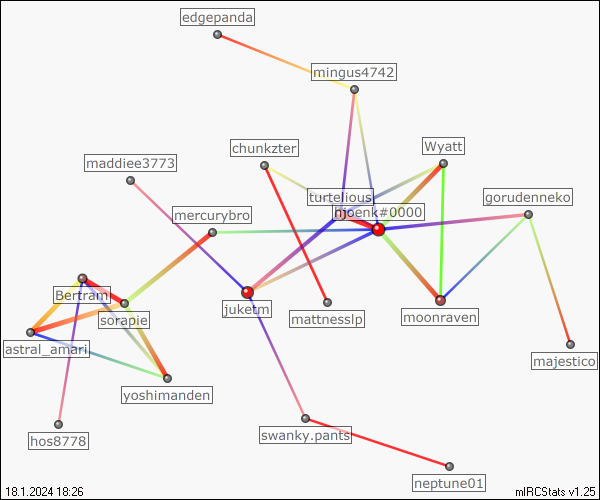 edgepanda
mingus4742
chunkzter
Wyatt
maddiee3773
turtelious
gorudenneko
njoenk#0000
mercurybro
Bertram
sorapie
juketm
mattnesslp
moonraven
astral_amari
majestico
yoshimanden
hos8778
swanky.pants
neptune01
18.1.2024 18:26
mIRCStats v1.25